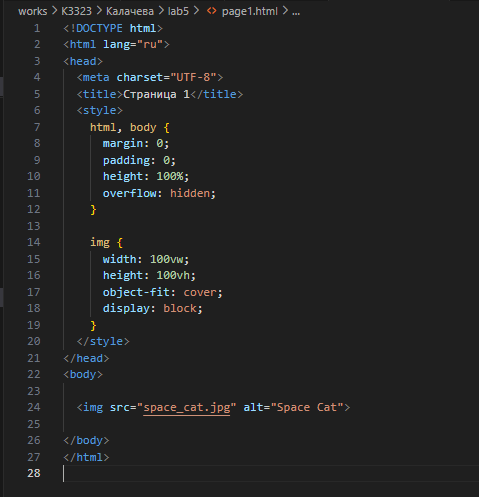 works > K3323 > Калачева > lab5 > <> page1.html > ...
1 <!DOCTYPE html>
2 <html lang="ru">
3 <head>
4   <meta charset="UTF-8">
5   <title>Страница 1</title>
6   <style>
7     html, body {
8       margin: 0;
9       padding: 0;
10       height: 100%;
11       overflow: hidden;
12     }
13
14     img {
15       width: 100vw;
16       height: 100vh;
17       object-fit: cover;
18       display: block;
19     }
20   </style>
21 </head>
22 <body>
23
24   <img src="space_cat.jpg" alt="Space Cat">
25
26 </body>
27 </html>
28